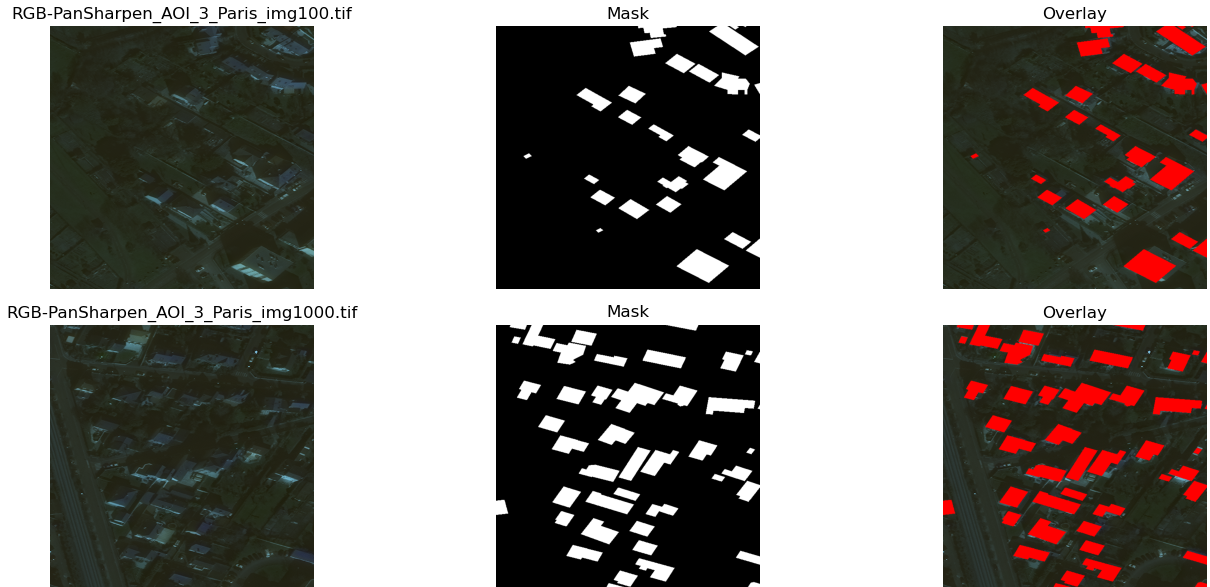 RGB-PanSharpen_AOI_3_Paris_img100.tif
Mask
Overlay
RGB-PanSharpen_AOI_3_Paris_img1000.tif
Mask
Overlay